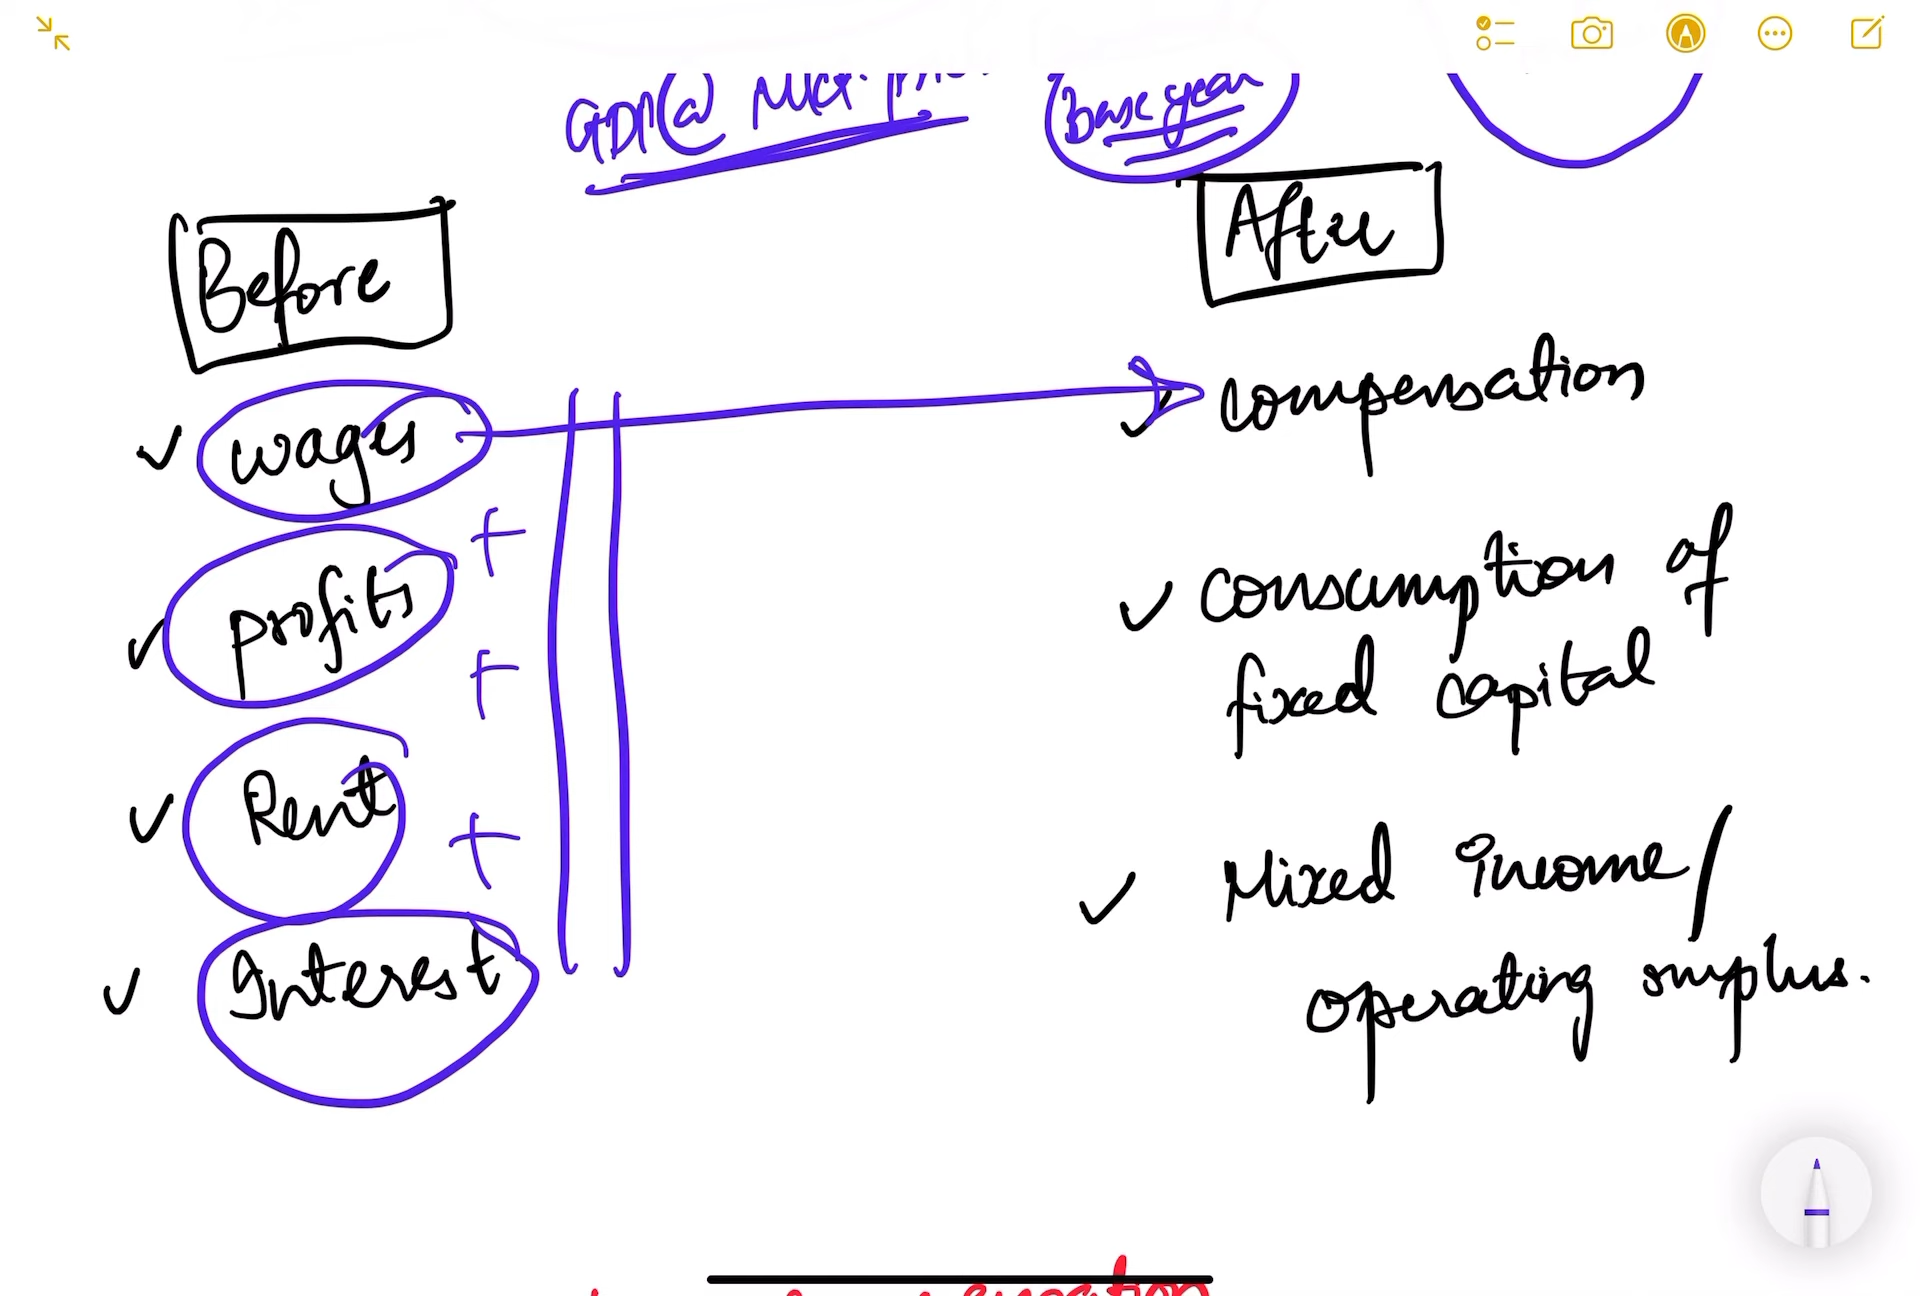 GDP@ Mkt.
Base year
Before
After
wages
compensation
profits
consumption of
fixed capital
Rent
Mixed income/
operating surplus.
Interest